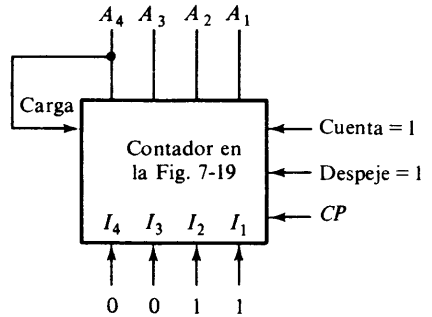 A4 A3 A2 A1
Carga
Cuenta = 1
Contador en
la Fig. 7-19
Despeje = 1
CP
I4 I3 I2 I1
0 0 1 1